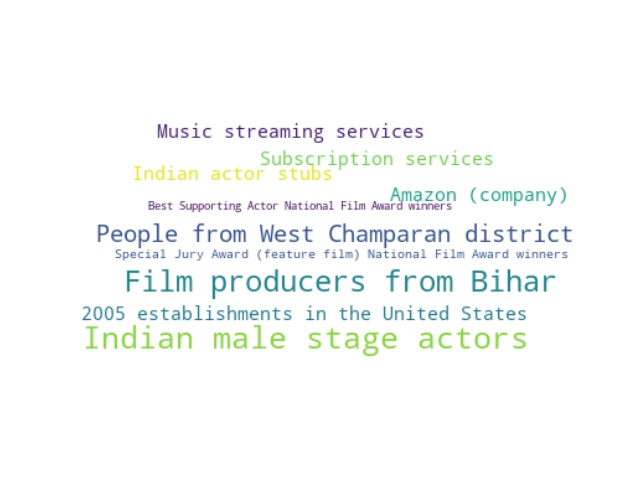 Music streaming services
Subscription services
Indian actor stubs
Amazon (company)
Best Supporting Actor National Film Award winners
People from West Champaran district
Special Jury Award (feature film) National Film Award winners
Film producers from Bihar
2005 establishments in the United States
Indian male stage actors